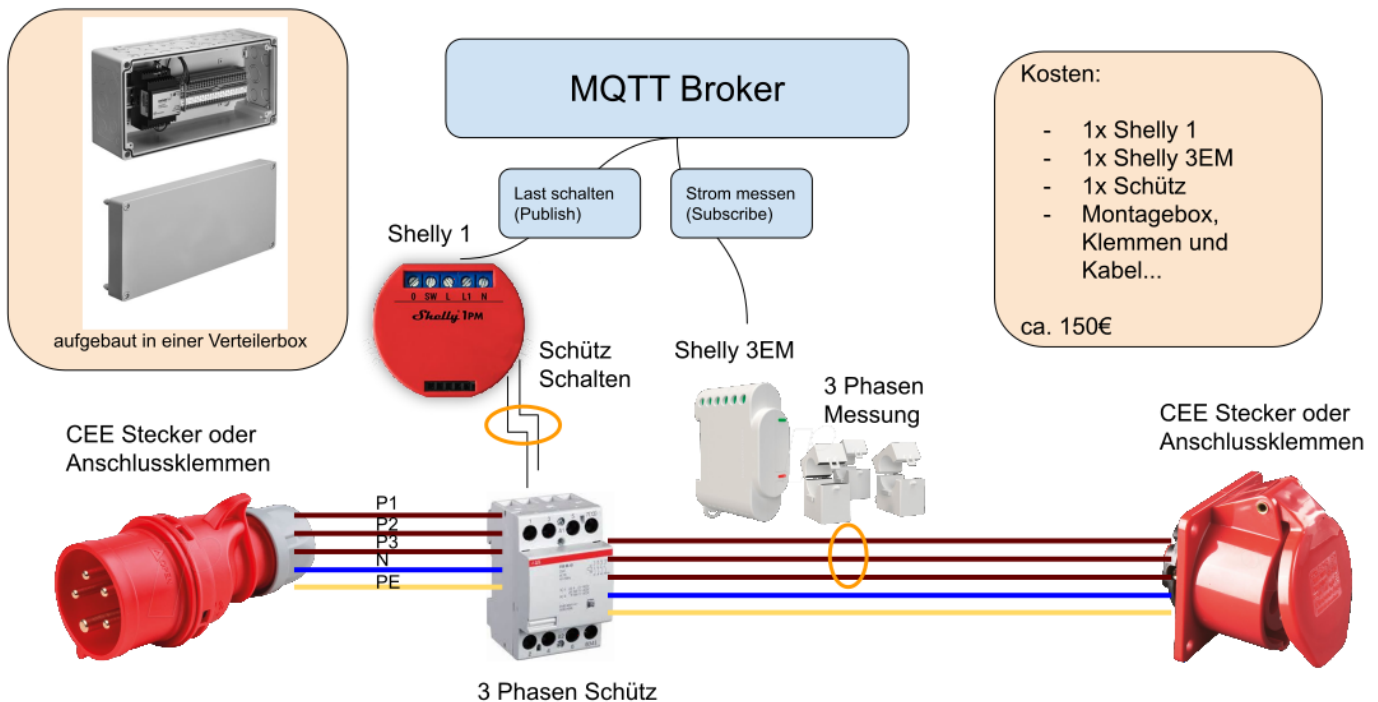 aufgebaut in einer Verteilerbox
MQTT Broker
Last schalten
(Publish)
Strom messen
(Subscribe)
Kosten:
- 1x Shelly 1
- 1x Shelly 3EM
- 1x Schütz
- Montagebox,
Klemmen und
Kabel...
ca. 150€
Shelly 1
0 SW L L1 N
Shelly 1PM
Schütz
Schalten
Shelly 3EM
3 Phasen
Messung
CEE Stecker oder
Anschlussklemmen
CEE Stecker oder
Anschlussklemmen
P1
P2
P3
N
PE
3 Phasen Schütz